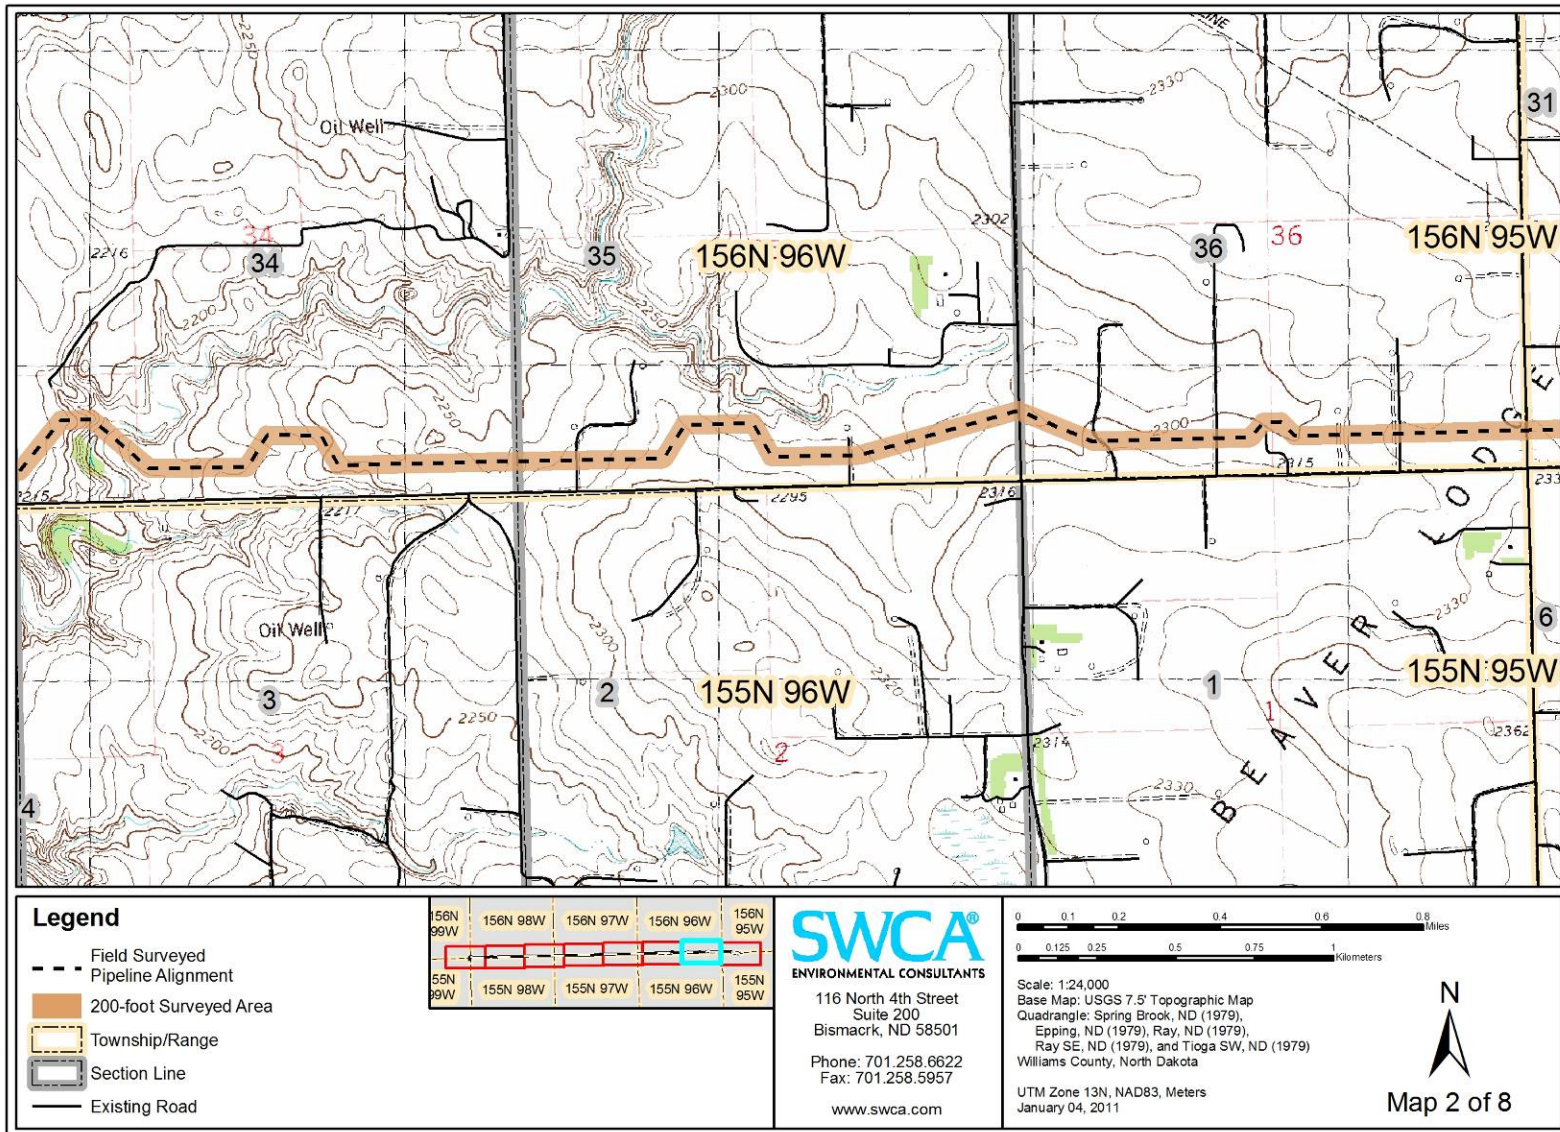 2250
LINE
2300
2330
31
Oil Well
2302
34
2216
34
35
156N 96W
36
36
156N 95W
2200
2250
2250
E
G
2300
D
2315
O
2215
2217
2295
2316
K
2330
R
6
Oil Well
2300
E
3
2
155N 96W
2320
1
155N 95W
2250
V
1
2200
3
2
2314
A
2362
E
2330
B
4
Legend
Field Surveyed
Pipeline Alignment
200-foot Surveyed Area
Township/Range
Section Line
Existing Road
156N
99W
156N 98W
156N 97W
156N 96W
156N
95W
55N
99W
155N 98W
155N 97W
155N 96W
155N
95W
SWCA®
ENVIRONMENTAL CONSULTANTS
116 North 4th Street
Suite 200
Bismacrk, ND 58501
Phone: 701.258.6622
Fax: 701.258.5957
www.swca.com
0 0.1 0.2 0.4 0.6 0.8
Miles
0 0.125 0.25 0.5 0.75 1
Kilometers
Scale: 1:24,000
Base Map: USGS 7.5' Topographic Map
Quadrangle: Spring Brook, ND (1979),
Epping, ND (1979), Ray, ND (1979),
Ray SE, ND (1979), and Tioga SW, ND (1979)
Williams County, North Dakota
UTM Zone 13N, NAD83, Meters
January 04, 2011
N
Map 2 of 8